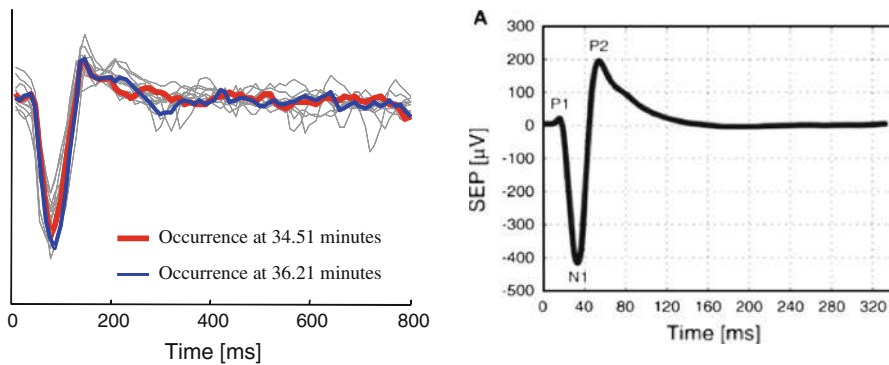 Occurrence at 34.51 minutes
Occurrence at 36.21 minutes
0 200 400 600 800
Time [ms]
A
300
200
100
0
-100
-200
-300
-400
-500
SEP [µV]
P1
P2
N1
0 40 80 120 160 200 240 280 320
Time [ms]